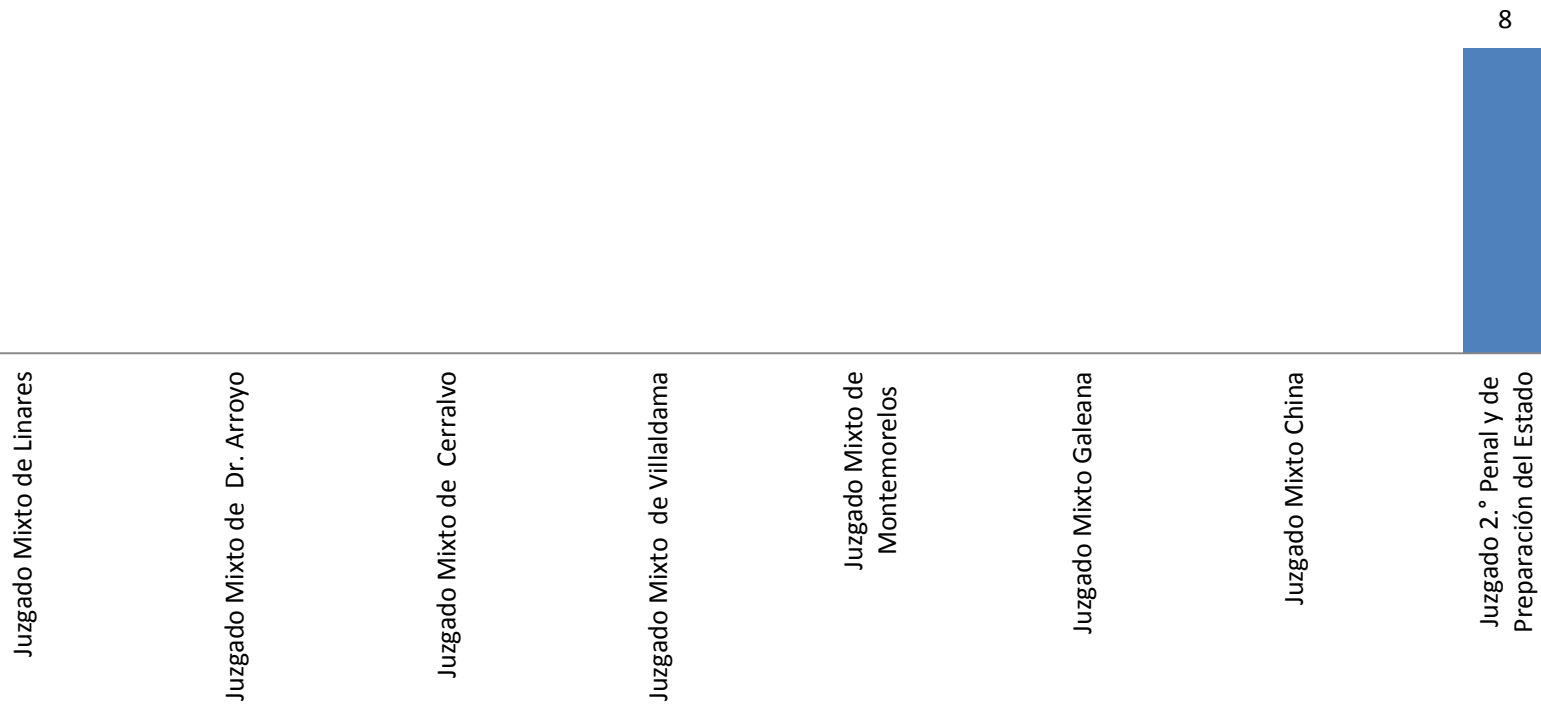 8
Juzgado Mixto de Linares
Juzgado Mixto de  Dr. Arroyo
Juzgado Mixto de  Cerralvo
Juzgado Mixto  de Villaldama
Juzgado Mixto de
Montemorelos
Juzgado Mixto Galeana
Juzgado Mixto China
Juzgado 2.° Penal y de
Preparación del Estado